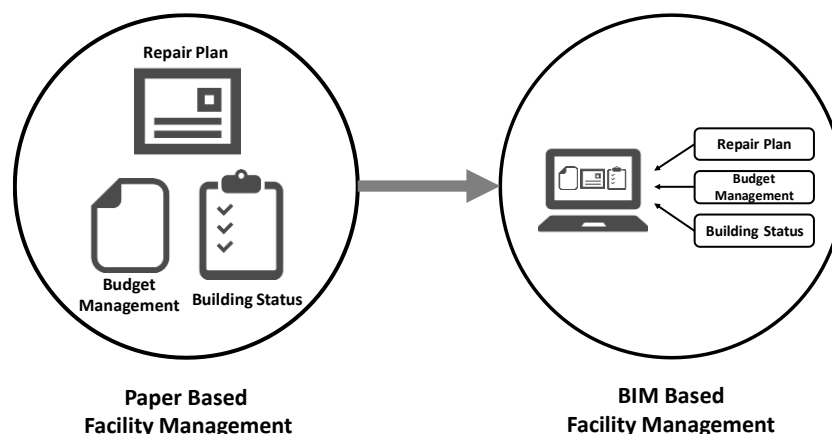 Repair Plan
Budget
Management
Building Status
Repair Plan
Budget
Management
Building Status
Paper Based
Facility Management
BIM Based
Facility Management